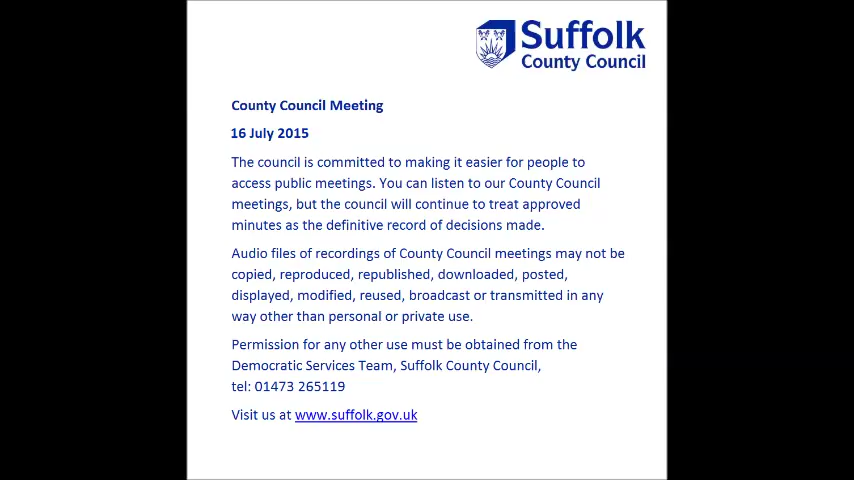 Suffolk
County Council
County Council Meeting
16 July 2015
The council is committed to making it easier for people to
access public meetings. You can listen to our County Council
meetings, but the council will continue to treat approved
minutes as the definitive record of decisions made.
Audio files of recordings of County Council meetings may not be
copied, reproduced, republished, downloaded, posted,
displayed, modified, reused, broadcast or transmitted in any
way other than personal or private use.
Permission for any other use must be obtained from the
Democratic Services Team, Suffolk County Council,
tel: 01473 265119
Visit us at www.suffolk.gov.uk